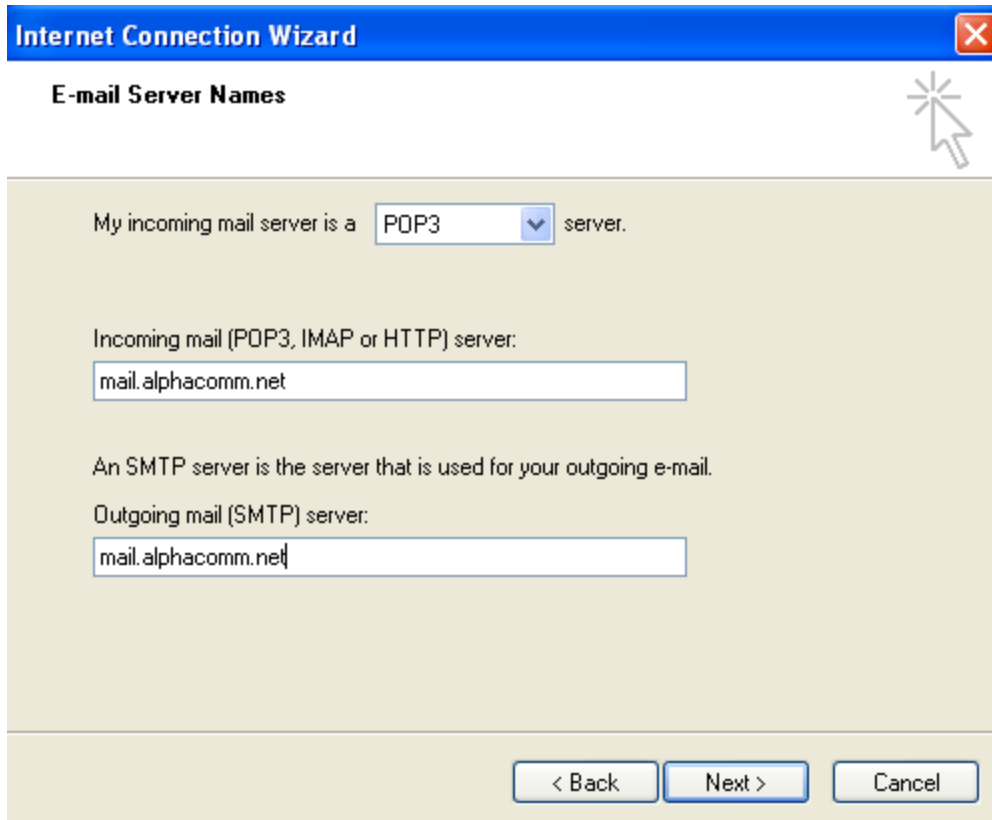 Internet Connection Wizard
E-mail Server Names
My incoming mail server is a POP3 server.
Incoming mail (POP3, IMAP or HTTP) server:
mail.alphacomm.net
An SMTP server is the server that is used for your outgoing e-mail.
Outgoing mail (SMTP) server:
mail.alphacomm.net
< Back Next > Cancel